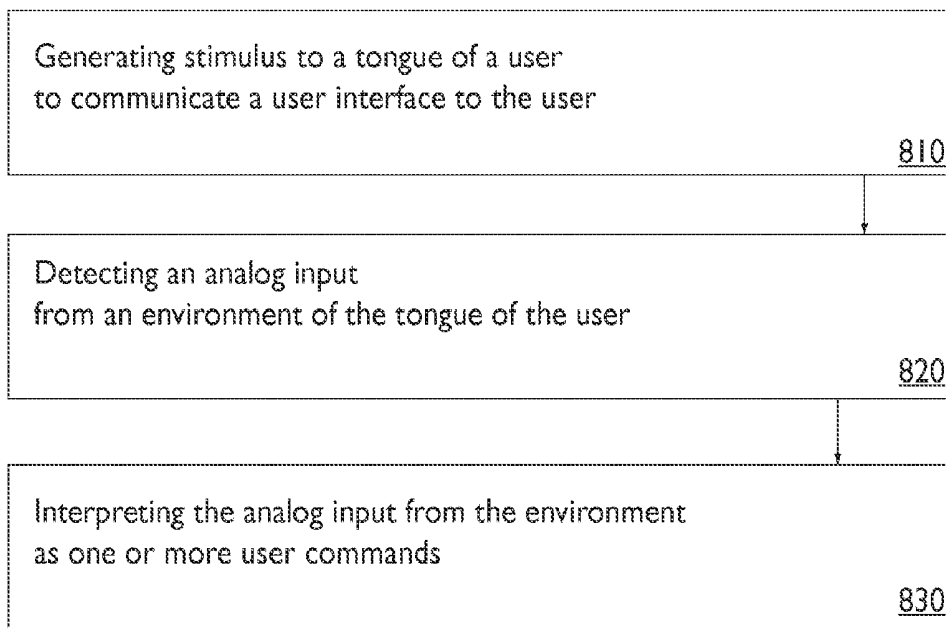 Generating stimulus to a tongue of a user
to communicate a user interface to the user
810
Detecting an analog input
from an environment of the tongue of the user
820
Interpreting the analog input from the environment
as one or more user commands
830